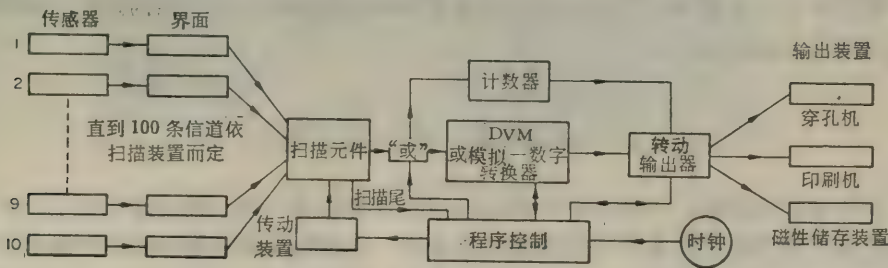 传感器
界面
1
2
直到100条信道依
扫描装置而定
9
10
扫描元件
“或”
计数器
DVM
或模拟—数字
转换器
转动
输出器
输出装置
穿孔机
印刷机
磁性储存装置
扫描尾
传动
装置
程序控制
时钟